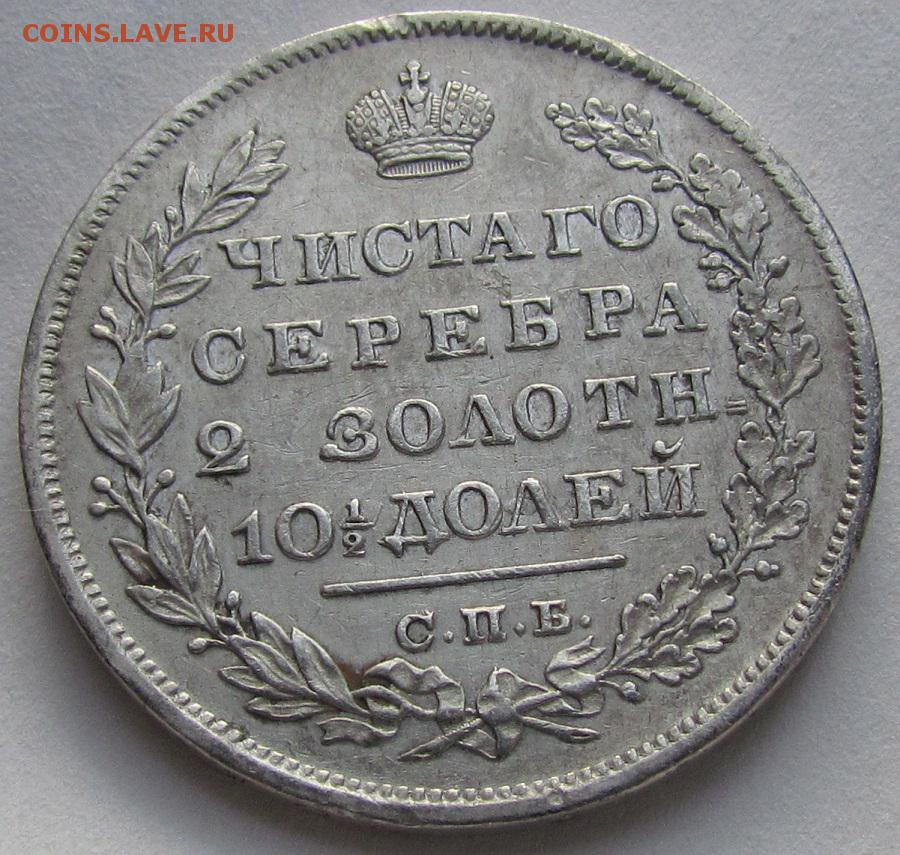 COINS.LAVE.RU
ЧИСТАГО
СЕРЕБРА
2 ЗОЛОТН=
10½ ДОЛЕЙ
С.П.Б.